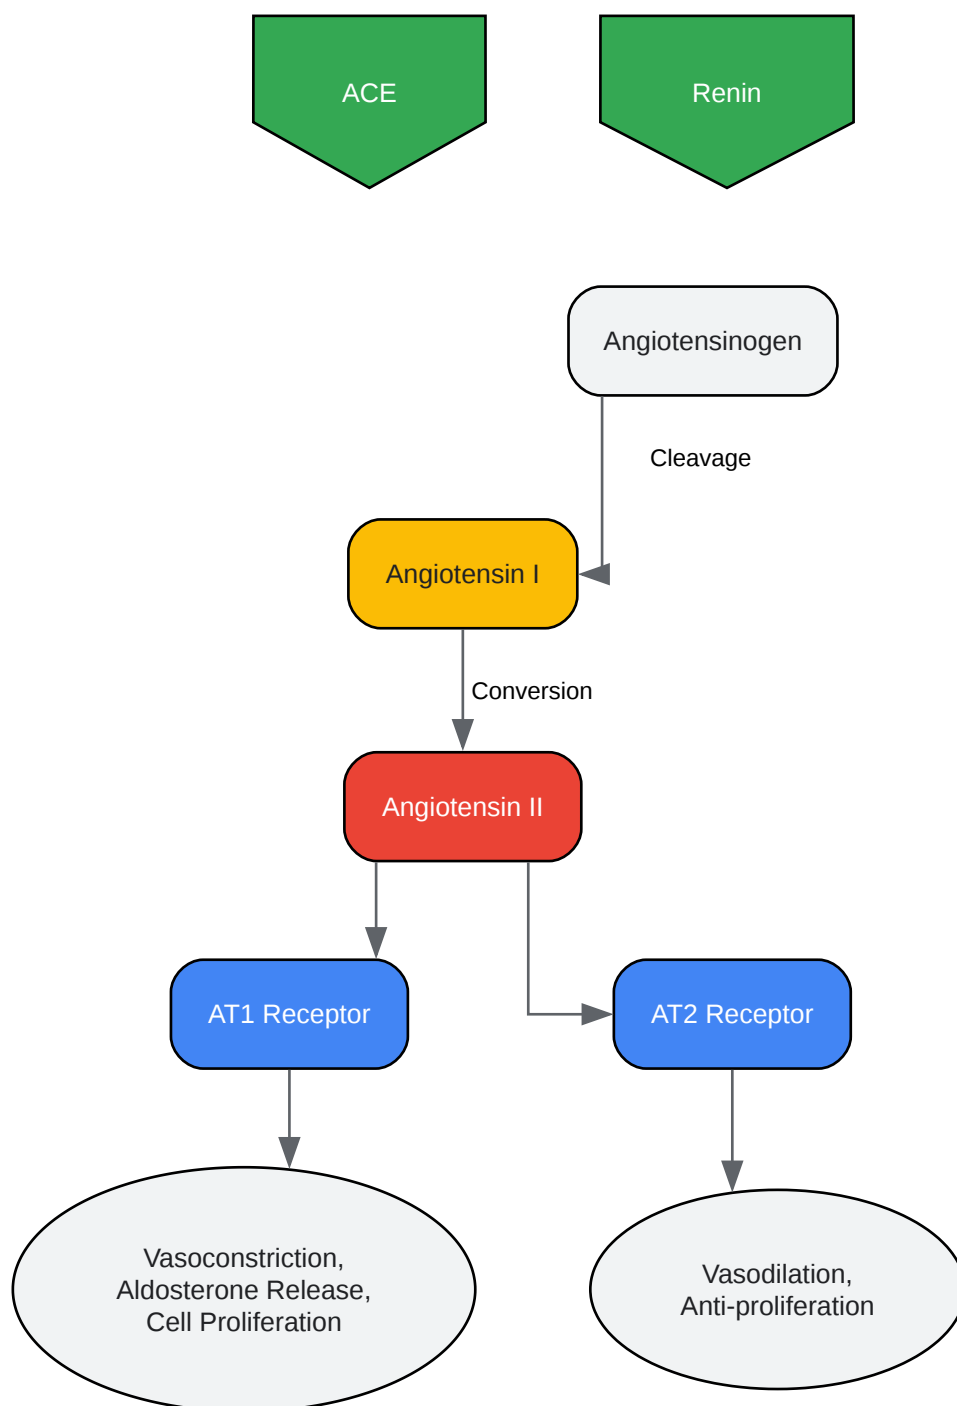 ACE
Renin
Angiotensinogen
Cleavage
Angiotensin I
Conversion
Angiotensin II
AT1 Receptor
AT2 Receptor
Vasoconstriction,
Aldosterone Release,
Cell Proliferation
Vasodilation,
Anti-proliferation